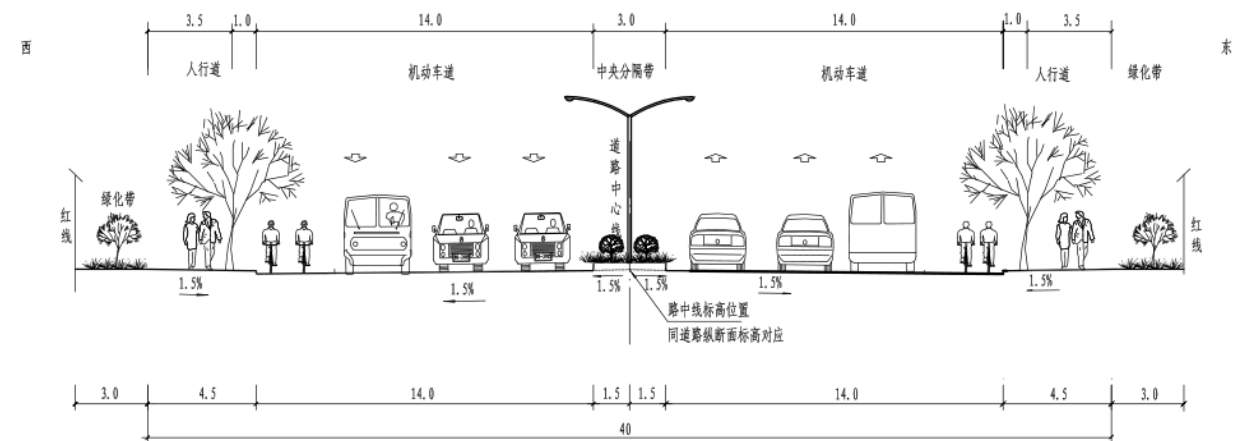 3.5 1.0 14.0 3.0 14.0 1.0 3.5
西 东
人行道 机动车道 中央分隔带 机动车道 人行道 绿化带
道路中心线
绿化带
红线 红线
1.5% 1.5% 1.5% 1.5% 1.5% 1.5%
路中线标高位置
同道路纵断面标高对应
3.0 4.5 14.0 1.5 1.5 14.0 4.5 3.0
40